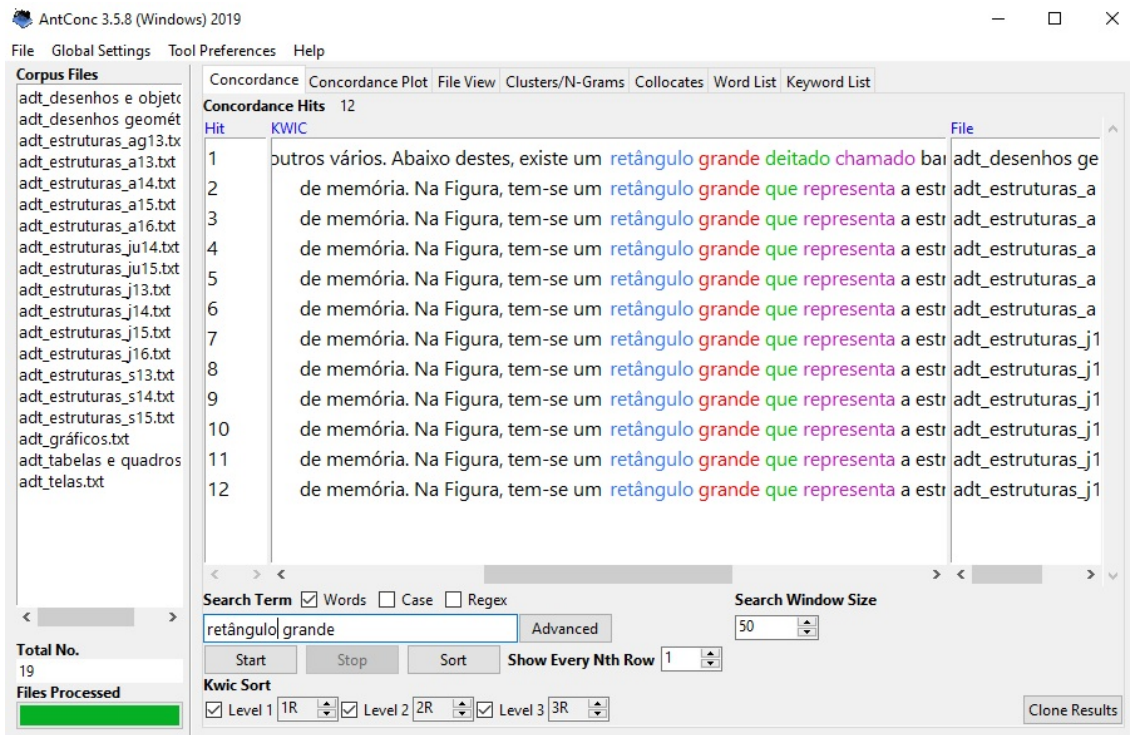 AntConc 3.5.8 (Windows) 2019
File Global Settings Tool Preferences Help
Corpus Files
adt_desenhos e objeto
adt_desenhos geomét
adt_estruturas_ag13.tx
adt_estruturas_a13.txt
adt_estruturas_a14.txt
adt_estruturas_a15.txt
adt_estruturas_a16.txt
adt_estruturas_ju14.txt
adt_estruturas_ju15.txt
adt_estruturas_j13.txt
adt_estruturas_j14.txt
adt_estruturas_j15.txt
adt_estruturas_j16.txt
adt_estruturas_s13.txt
adt_estruturas_s14.txt
adt_estruturas_s15.txt
adt_gráficos.txt
adt_tabelas e quadros
adt_telas.txt
Total No.
19
Files Processed
Concordance Concordance Plot File View Clusters/N-Grams Collocates Word List Keyword List
Concordance Hits 12
Hit KWIC File
1 outros vários. Abaixo destes, existe um retângulo grande deitado chamado bar adt_desenhos ge
2 de memória. Na Figura, tem-se um retângulo grande que representa a estr adt_estruturas_a
3 de memória. Na Figura, tem-se um retângulo grande que representa a estr adt_estruturas_a
4 de memória. Na Figura, tem-se um retângulo grande que representa a estr adt_estruturas_a
5 de memória. Na Figura, tem-se um retângulo grande que representa a estr adt_estruturas_a
6 de memória. Na Figura, tem-se um retângulo grande que representa a estr adt_estruturas_a
7 de memória. Na Figura, tem-se um retângulo grande que representa a estr adt_estruturas_j1
8 de memória. Na Figura, tem-se um retângulo grande que representa a estr adt_estruturas_j1
9 de memória. Na Figura, tem-se um retângulo grande que representa a estr adt_estruturas_j1
10 de memória. Na Figura, tem-se um retângulo grande que representa a estr adt_estruturas_j1
11 de memória. Na Figura, tem-se um retângulo grande que representa a estr adt_estruturas_j1
12 de memória. Na Figura, tem-se um retângulo grande que representa a estr adt_estruturas_j1
Search Term Words Case Regex Search Window Size
retângulo grande Advanced 50
Start Stop Sort Show Every Nth Row 1
Kwic Sort
Level 1 1R Level 2 2R Level 3 3R Clone Results